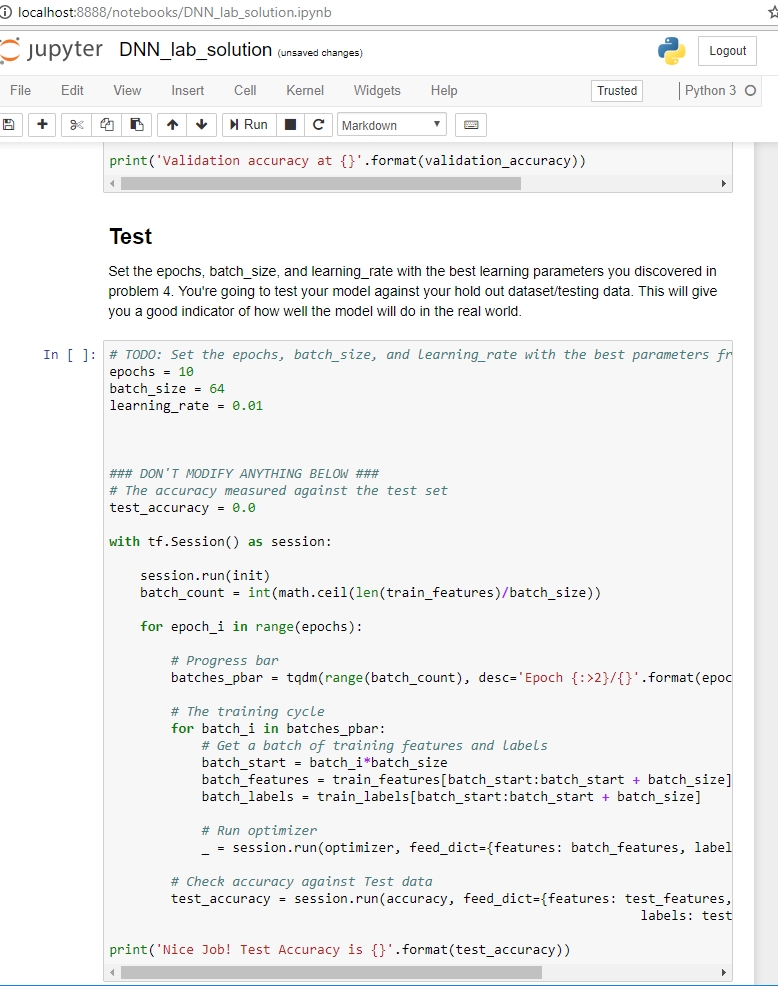 localhost:8888/notebooks/DNN_lab_solution.ipynb
jupyter DNN_lab_solution (unsaved changes)
Logout
File Edit View Insert Cell Kernel Widgets Help Trusted Python 3
Run Markdown
print('Validation accuracy at {}'.format(validation_accuracy))
Test
Set the epochs, batch_size, and learning_rate with the best learning parameters you discovered in
problem 4. You're going to test your model against your hold out dataset/testing data. This will give
you a good indicator of how well the model will do in the real world.
In [ ]: # TODO: Set the epochs, batch_size, and learning_rate with the best parameters fr
epochs = 10
batch_size = 64
learning_rate = 0.01
### DON'T MODIFY ANYTHING BELOW ###
# The accuracy measured against the test set
test_accuracy = 0.0
with tf.Session() as session:
session.run(init)
batch_count = int(math.ceil(len(train_features)/batch_size))
for epoch_i in range(epochs):
# Progress bar
batches_pbar = tqdm(range(batch_count), desc='Epoch {:>2}/{}'.format(epoc
# The training cycle
for batch_i in batches_pbar:
# Get a batch of training features and labels
batch_start = batch_i*batch_size
batch_features = train_features[batch_start:batch_start + batch_size]
batch_labels = train_labels[batch_start:batch_start + batch_size]
# Run optimizer
_ = session.run(optimizer, feed_dict={features: batch_features, label
# Check accuracy against Test data
test_accuracy = session.run(accuracy, feed_dict={features: test_features,
labels: test
print('Nice Job! Test Accuracy is {}'.format(test_accuracy))